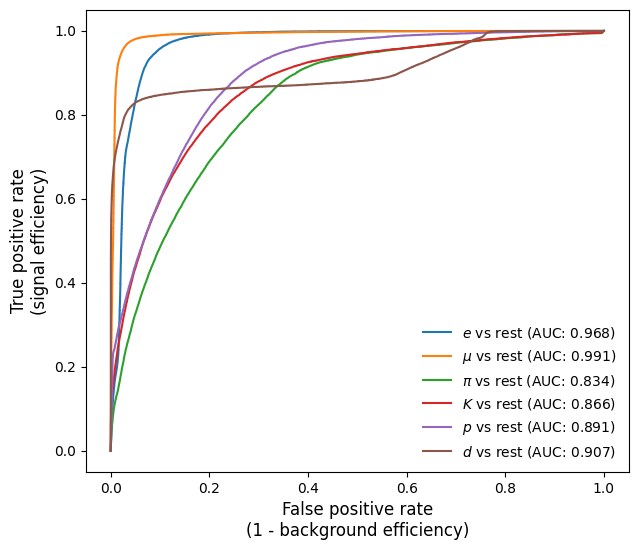 True positive rate
(signal efficiency)
1.0
0.8
0.6
0.4
0.2
0.0
e vs rest (AUC: 0.968)
μ vs rest (AUC: 0.991)
π vs rest (AUC: 0.834)
K vs rest (AUC: 0.866)
p vs rest (AUC: 0.891)
d vs rest (AUC: 0.907)
0.0 0.2 0.4 0.6 0.8 1.0
False positive rate
(1 - background efficiency)